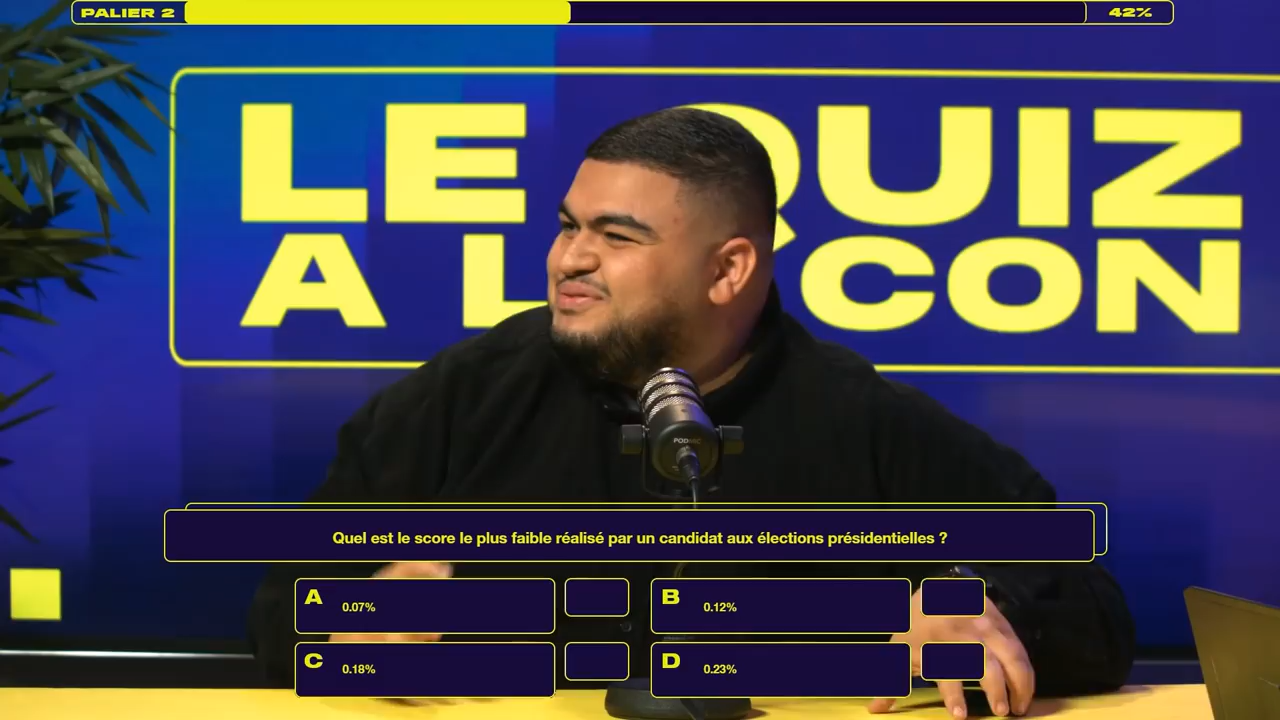 PALIER 2
42%
LE QUIZ
A L CON
PODMIC
Quel est le score le plus faible réalisé par un candidat aux élections présidentielles ?
A
0.07%
B
0.12%
C
0.18%
D
0.23%